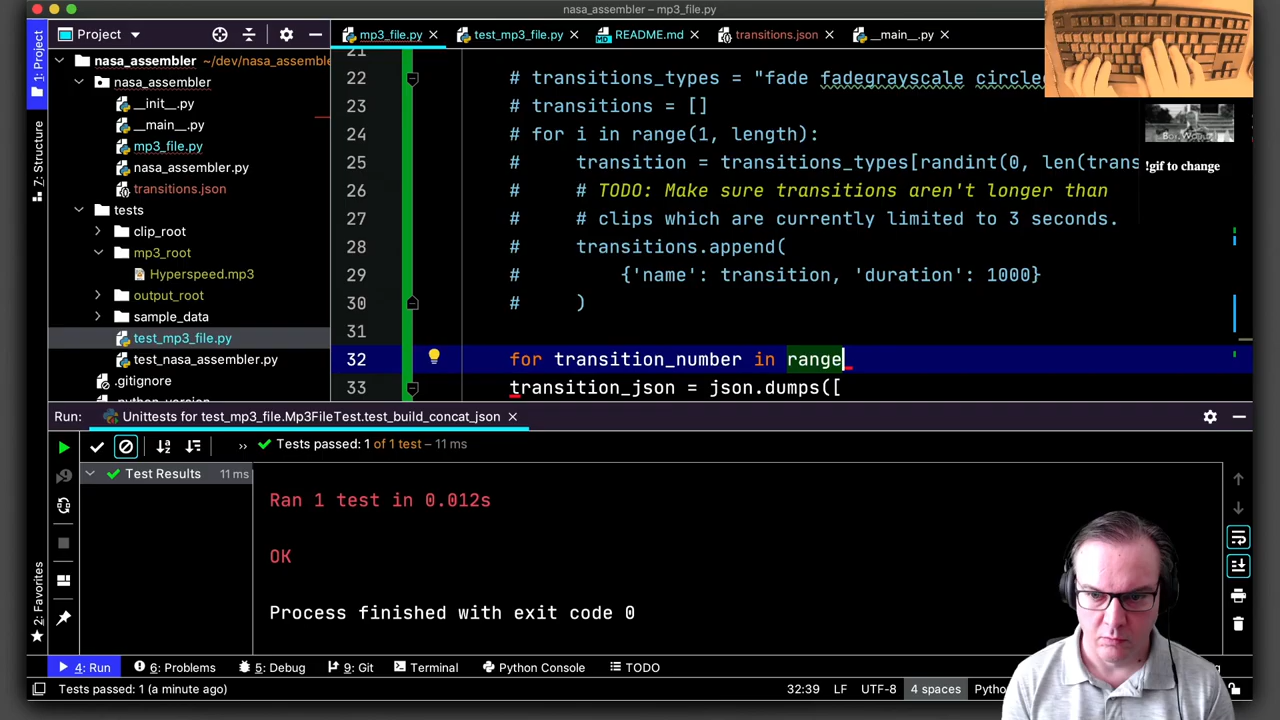 nasa_assembler – mp3_file.py
Project
mp3_file.py
test_mp3_file.py
README.md
transitions.json
__main__.py
1: Project
7: Structure
2: Favorites
nasa_assembler ~/dev/nasa_assemble
nasa_assembler
__init__.py
__main__.py
mp3_file.py
nasa_assembler.py
transitions.json
tests
clip_root
mp3_root
Hyperspeed.mp3
output_root
sample_data
test_mp3_file.py
test_nasa_assembler.py
.gitignore
.python_version
21
22 # transitions_types = "fade fadegrayscale circlec
23 # transitions = []
24 # for i in range(1, length):
25 #     transition = transitions_types[randint(0, len(trans
26 #     # TODO: Make sure transitions aren't longer than
27 #     # clips which are currently limited to 3 seconds.
28 #     transitions.append(
29 #         {'name': transition, 'duration': 1000}
30 #     )
31
32 for transition_number in range
33 transition_json = json.dumps([
!gif to change
Run: Unittests for test_mp3_file.Mp3FileTest.test_build_concat_json
Tests passed: 1 of 1 test – 11 ms
Test Results 11 ms
Ran 1 test in 0.012s
OK
Process finished with exit code 0
4: Run
6: Problems
5: Debug
9: Git
Terminal
Python Console
TODO
Tests passed: 1 (a minute ago)
32:39 LF UTF-8 4 spaces Pytho